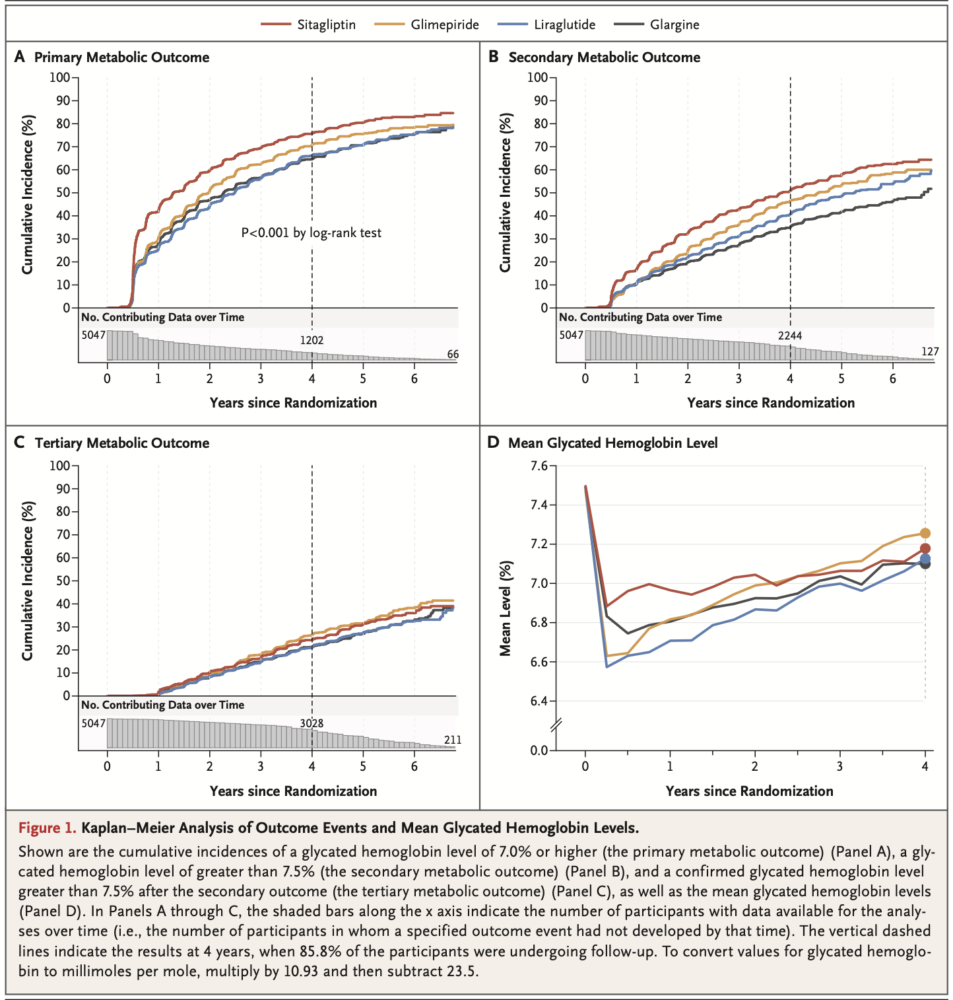 Sitagliptin Glimepiride Liraglutide Glargine
A Primary Metabolic Outcome
100
90
80
70
60
50
40
30
20
10
0
Cumulative Incidence (%)
P<0.001 by log-rank test
No. Contributing Data over Time
5047
1202
66
0 1 2 3 4 5 6
Years since Randomization
B Secondary Metabolic Outcome
100
90
80
70
60
50
40
30
20
10
0
Cumulative Incidence (%)
No. Contributing Data over Time
5047
2244
127
0 1 2 3 4 5 6
Years since Randomization
C Tertiary Metabolic Outcome
100
90
80
70
60
50
40
30
20
10
0
Cumulative Incidence (%)
No. Contributing Data over Time
5047
3028
211
0 1 2 3 4 5 6
Years since Randomization
D Mean Glycated Hemoglobin Level
7.6
7.4
7.2
7.0
6.8
6.6
6.4
0.0
Mean Level (%)
0 1 2 3 4
Years since Randomization
Figure 1. Kaplan–Meier Analysis of Outcome Events and Mean Glycated Hemoglobin Levels.
Shown are the cumulative incidences of a glycated hemoglobin level of 7.0% or higher (the primary metabolic outcome) (Panel A), a gly-
cated hemoglobin level of greater than 7.5% (the secondary metabolic outcome) (Panel B), and a confirmed glycated hemoglobin level
greater than 7.5% after the secondary outcome (the tertiary metabolic outcome) (Panel C), as well as the mean glycated hemoglobin levels
(Panel D). In Panels A through C, the shaded bars along the x axis indicate the number of participants with data available for the analy-
ses over time (i.e., the number of participants in whom a specified outcome event had not developed by that time). The vertical dashed
lines indicate the results at 4 years, when 85.8% of the participants were undergoing follow-up. To convert values for glycated hemoglo-
bin to millimoles per mole, multiply by 10.93 and then subtract 23.5.